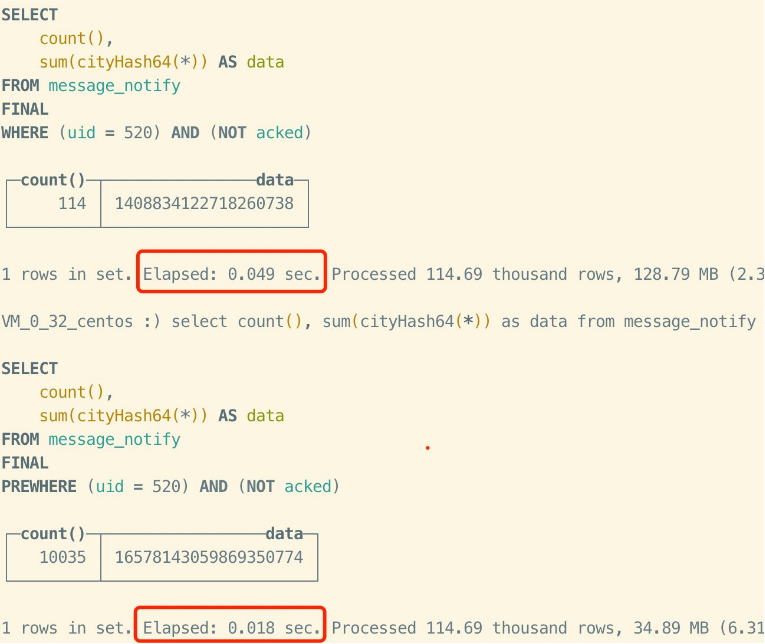 SELECT
count(),
sum(cityHash64(*)) AS data
FROM message_notify
FINAL
WHERE (uid = 520) AND (NOT acked)
count() data
114 1408834122718260738
1 rows in set. Elapsed: 0.049 sec. Processed 114.69 thousand rows, 128.79 MB (2.3
VM_0_32_centos :) select count(), sum(cityHash64(*)) as data from message_notify
SELECT
count(),
sum(cityHash64(*)) AS data
FROM message_notify
FINAL
PREWHERE (uid = 520) AND (NOT acked)
count() data
10035 16578143059869350774
1 rows in set. Elapsed: 0.018 sec. Processed 114.69 thousand rows, 34.89 MB (6.31